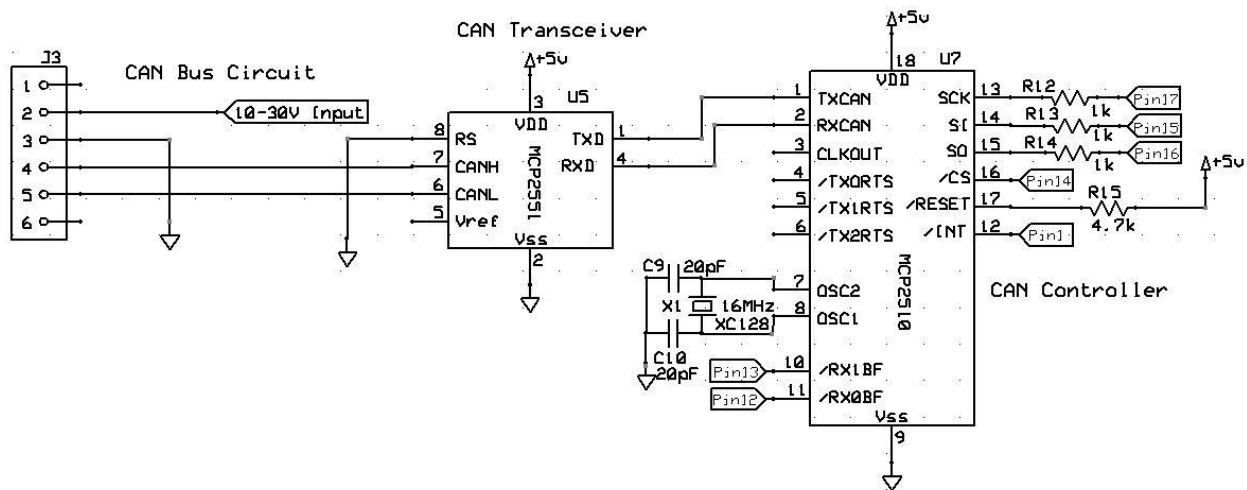 CAN Transceiver
CAN Bus Circuit
J3
1
2
3
4
5
6
10-30V Input
+5v
U5
3
VDD
8
RS
7
CANH
6
CANL
5
Vref
TXD
1
RXD
4
MCP2551
Vss
2
+5v
18
U7
VDD
1
TXCAN
2
RXCAN
3
CLKOUT
4
/TX0RTS
5
/TX1RTS
6
/TX2RTS
7
OSC2
8
OSC1
10
/RX1BF
11
/RX0BF
MCP2510
Vss
9
SCK
13
R12
1k
Pin17
SI
14
R13
1k
Pin15
SO
15
R14
1k
Pin16
/CS
16
Pin14
/RESET
17
R15
4.7k
+5v
/INT
12
Pin1
CAN Controller
C9
20pF
X1
16MHz
XC128
C10
20pF
Pin13
Pin12